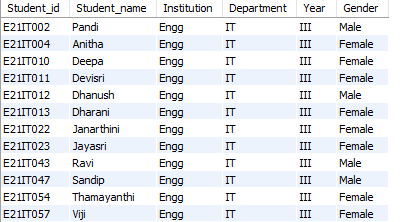 Student_id Student_name Institution Department Year Gender
E21IT002 Pandi Engg IT III Male
E21IT004 Anitha Engg IT III Female
E21IT010 Deepa Engg IT III Female
E21IT011 Devisri Engg IT III Female
E21IT012 Dhanush Engg IT III Male
E21IT013 Dharani Engg IT III Female
E21IT022 Janarthini Engg IT III Female
E21IT023 Jayasri Engg IT III Female
E21IT043 Ravi Engg IT III Male
E21IT047 Sandip Engg IT III Male
E21IT054 Thamayanthi Engg IT III Female
E21IT057 Viji Engg IT III Female